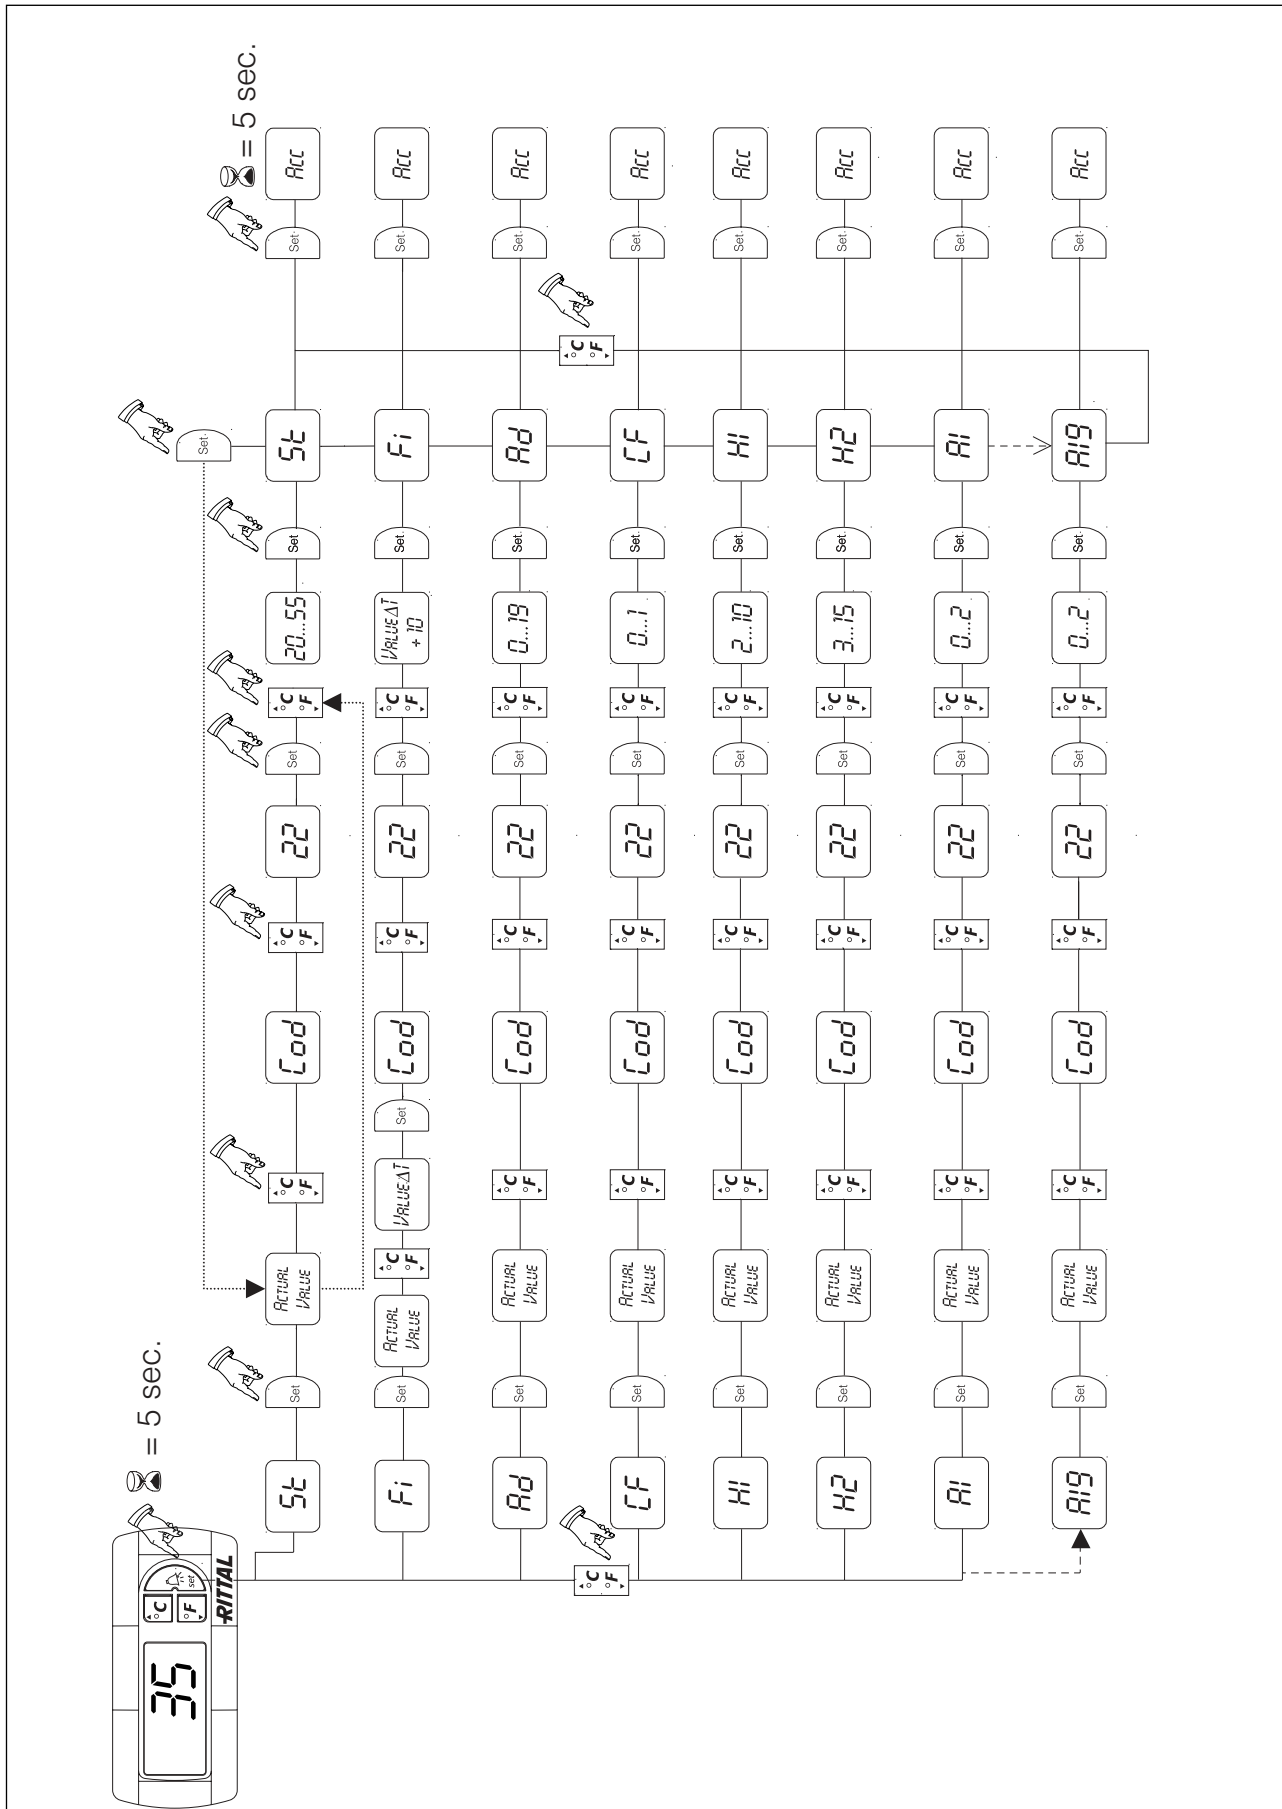 35 °C °F set
RITTAL
= 5 sec.
Set
= 5 sec.
St Set ACTUAL VALUE °C °F Cod °C °F 22 Set °C °F 20...55 Set St Set Acc
Fi Set ACTUAL VALUE °C °F VALUE ΔT Set Cod °C °F 22 Set °C °F VALUE ΔT + 10 Set Fi Set Acc
Ad Set ACTUAL VALUE °C °F Cod °C °F 22 Set °C °F 0...19 Set Ad Set Acc
°C °F °C °F
CF Set ACTUAL VALUE °C °F Cod °C °F 22 Set °C °F 0...1 Set CF Set Acc
H1 Set ACTUAL VALUE °C °F Cod °C °F 22 Set °C °F 2...10 Set H1 Set Acc
H2 Set ACTUAL VALUE °C °F Cod °C °F 22 Set °C °F 3...15 Set H2 Set Acc
A1 Set ACTUAL VALUE °C °F Cod °C °F 22 Set °C °F 0...2 Set A1 Set Acc
A19 Set ACTUAL VALUE °C °F Cod °C °F 22 Set °C °F 0...2 Set A19 Set Acc